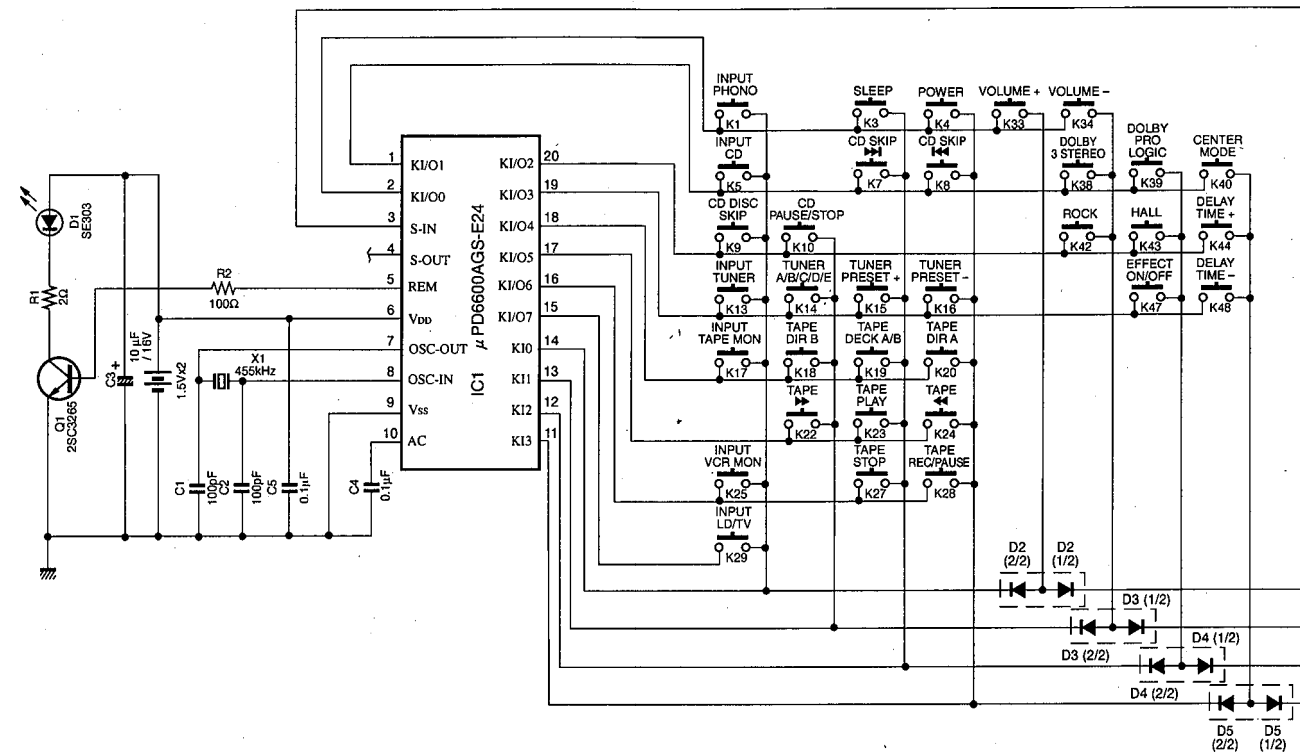 INPUT
PHONO
K1
SLEEP
K3
POWER
K4
VOLUME +
K33
VOLUME −
K34
INPUT
CD
K5
CD SKIP
K7
CD SKIP
K8
DOLBY
3 STEREO
K38
DOLBY
PRO
LOGIC
K39
CENTER
MODE
K40
CD DISC
SKIP
K9
CD
PAUSE/STOP
K10
ROCK
K42
HALL
K43
DELAY
TIME +
K44
INPUT
TUNER
K13
TUNER
A/B/C/D/E
K14
TUNER
PRESET +
K15
TUNER
PRESET −
K16
EFFECT
ON/OFF
K47
DELAY
TIME −
K48
INPUT
TAPE MON
K17
TAPE
DIR B
K18
TAPE
DECK A/B
K19
TAPE
DIR A
K20
TAPE
K22
TAPE
PLAY
K23
TAPE
K24
INPUT
VCR MON
K25
TAPE
STOP
K27
TAPE
REC/PAUSE
K28
INPUT
LD/TV
K29
1 KI/O1
2 KI/O0
3 S-IN
4 S-OUT
5 REM
6 VDD
7 OSC-OUT
8 OSC-IN
9 Vss
10 AC
KI/O2 20
KI/O3 19
KI/O4 18
KI/O5 17
KI/O6 16
KI/O7 15
KI0 14
KI1 13
KI2 12
KI3 11
IC1
μPD6600AGS-E24
D1
SE303
R1
2Ω
R2
100Ω
Q1
2SC3265
C3
+
10 μF
/ 16V
1.5Vx2
X1
455kHz
C1
100pF
C2
100pF
C5
0.1μF
C4
0.1μF
D2
(2/2)
D2
(1/2)
D3 (1/2)
D3 (2/2)
D4 (1/2)
D4 (2/2)
D5
(2/2)
D5
(1/2)